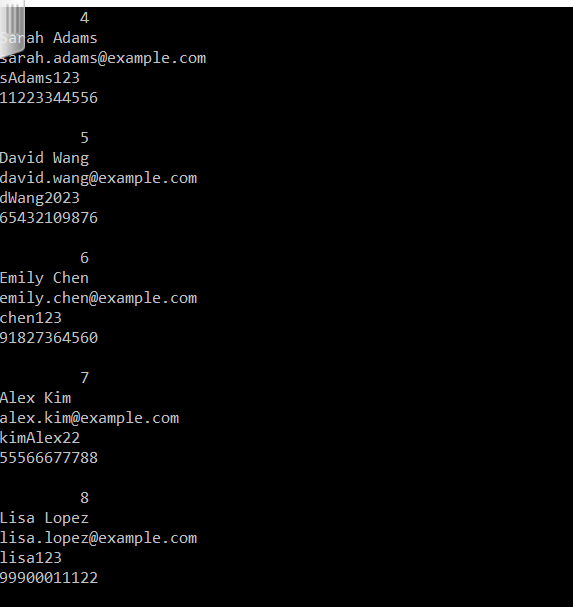 4
Sarah Adams
sarah.adams@example.com
sAdams123
11223344556
5
David Wang
david.wang@example.com
dWang2023
65432109876
6
Emily Chen
emily.chen@example.com
chen123
91827364560
7
Alex Kim
alex.kim@example.com
kimAlex22
55566677788
8
Lisa Lopez
lisa.lopez@example.com
lisa123
99900011122